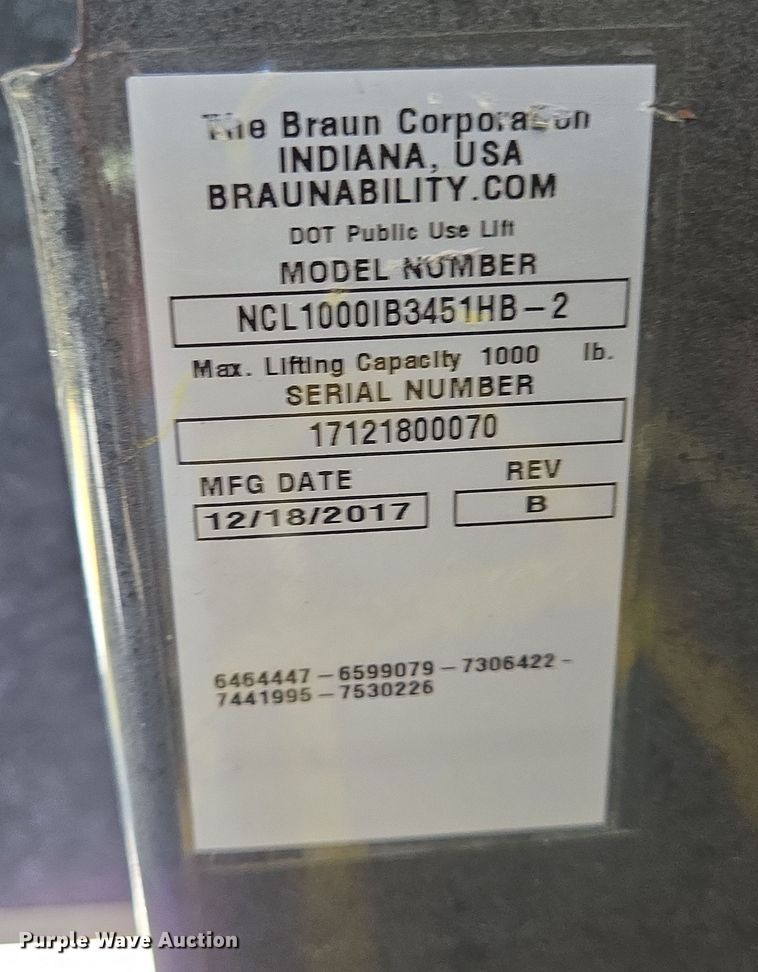 The Braun Corporation
INDIANA, USA
BRAUNABILITY.COM
DOT Public Use Lift
MODEL NUMBER
NCL1000IB3451HB-2
Max. Lifting Capacity 1000 lb.
SERIAL NUMBER
17121800070
MFG DATE REV
12/18/2017 B
6464447-6599079-7306422-
7441995-7530226
Purple Wave Auction